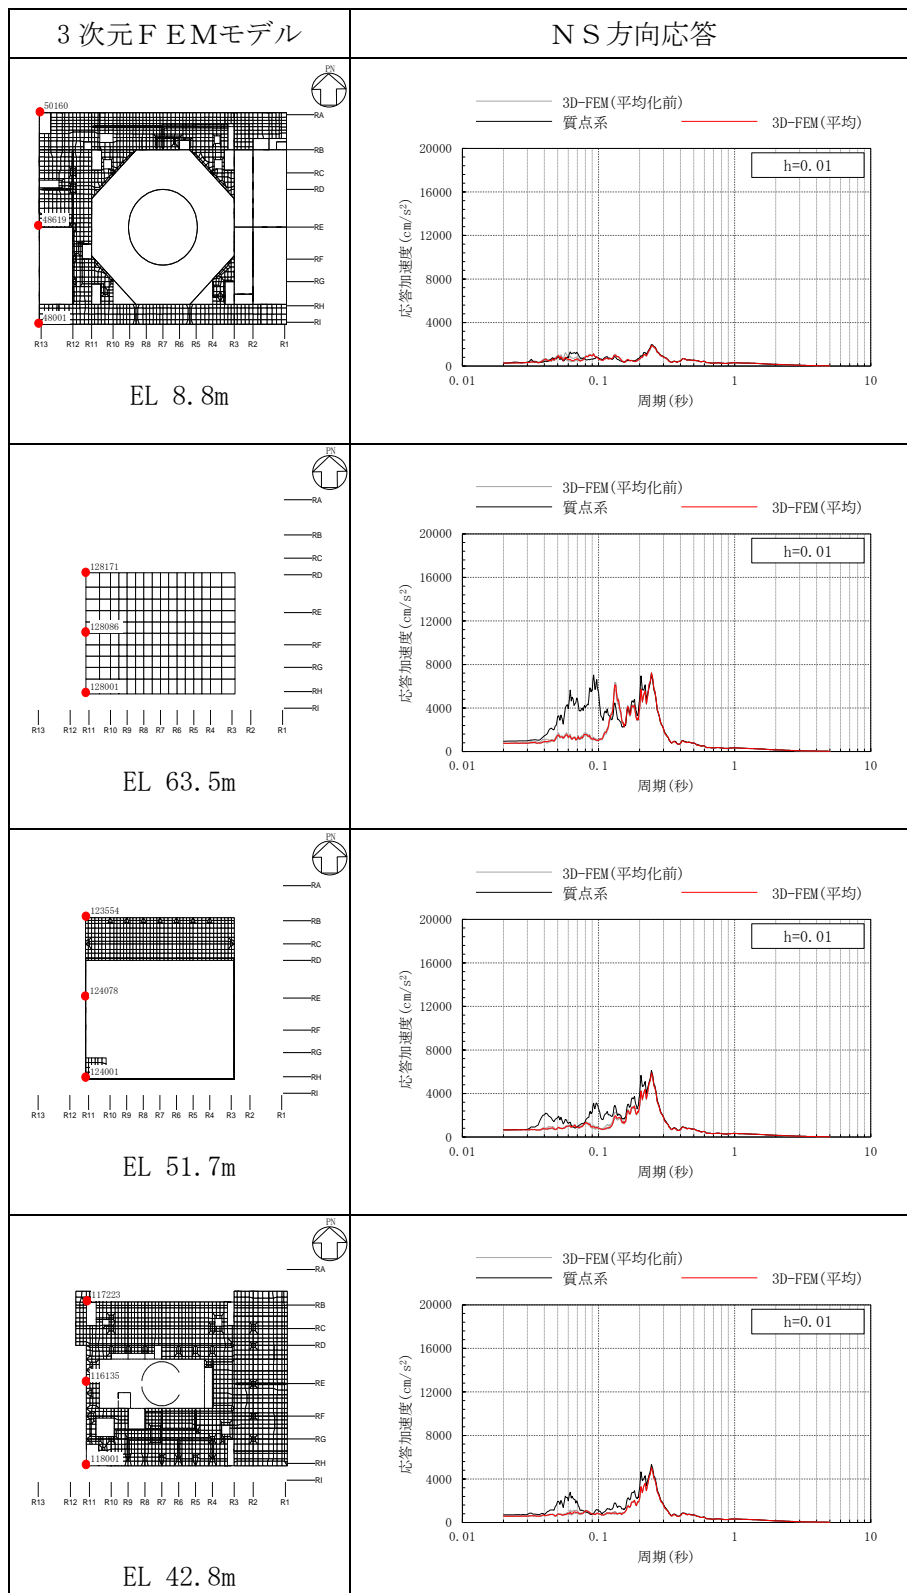 3次元FEMモデル
NS方向応答
PN
50160
48619
48001
RA
RB
RC
RD
RE
RF
RG
RH
RI
R13 R12 R11 R10 R9 R8 R7 R6 R5 R4 R3 R2 R1
EL 8.8m
3D-FEM(平均化前)
質点系 3D-FEM(平均)
h=0.01
応答加速度(cm/s²)
20000
16000
12000
8000
4000
0
0.01 0.1 1 10
周期(秒)
PN
128171
128086
128001
RA
RB
RC
RD
RE
RF
RG
RH
RI
R13 R12 R11 R10 R9 R8 R7 R6 R5 R4 R3 R2 R1
EL 63.5m
3D-FEM(平均化前)
質点系 3D-FEM(平均)
h=0.01
応答加速度(cm/s²)
20000
16000
12000
8000
4000
0
0.01 0.1 1 10
周期(秒)
PN
123554
124078
124001
RA
RB
RC
RD
RE
RF
RG
RH
RI
R13 R12 R11 R10 R9 R8 R7 R6 R5 R4 R3 R2 R1
EL 51.7m
3D-FEM(平均化前)
質点系 3D-FEM(平均)
h=0.01
応答加速度(cm/s²)
20000
16000
12000
8000
4000
0
0.01 0.1 1 10
周期(秒)
PN
117223
116135
118001
RA
RB
RC
RD
RE
RF
RG
RH
RI
R13 R12 R11 R10 R9 R8 R7 R6 R5 R4 R3 R2 R1
EL 42.8m
3D-FEM(平均化前)
質点系 3D-FEM(平均)
h=0.01
応答加速度(cm/s²)
20000
16000
12000
8000
4000
0
0.01 0.1 1 10
周期(秒)